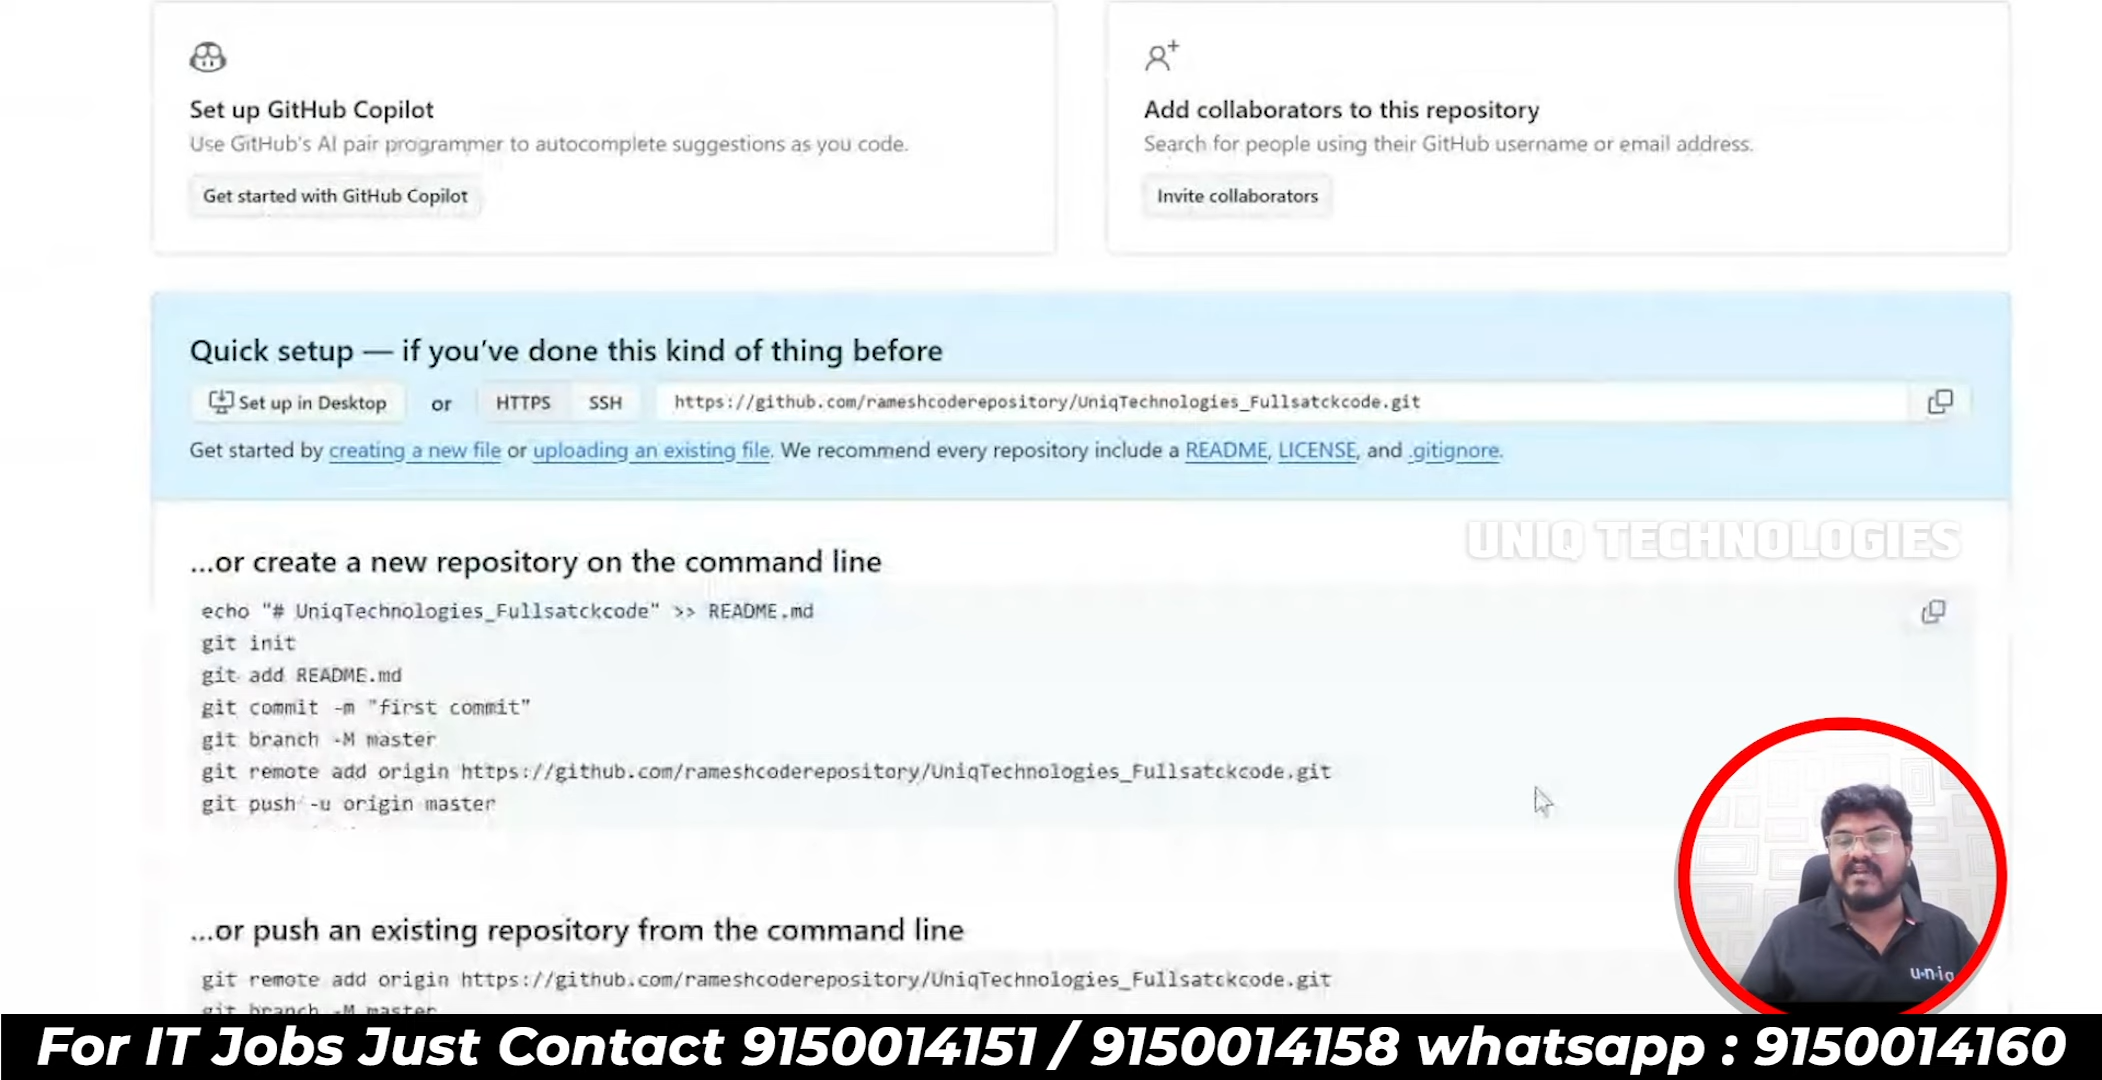 Set up GitHub Copilot
Use GitHub's AI pair programmer to autocomplete suggestions as you code.
Get started with GitHub Copilot
Add collaborators to this repository
Search for people using their GitHub username or email address.
Invite collaborators
Quick setup — if you've done this kind of thing before
Set up in Desktop or HTTPS SSH https://github.com/rameshcoderepository/UniqTechnologies_Fullsatckcode.git
Get started by creating a new file or uploading an existing file. We recommend every repository include a README, LICENSE, and .gitignore.
UNIQ TECHNOLOGIES
...or create a new repository on the command line
echo "# UniqTechnologies_Fullsatckcode" >> README.md
git init
git add README.md
git commit -m "first commit"
git branch -M master
git remote add origin https://github.com/rameshcoderepository/UniqTechnologies_Fullsatckcode.git
git push -u origin master
...or push an existing repository from the command line
git remote add origin https://github.com/rameshcoderepository/UniqTechnologies_Fullsatckcode.git
git branch -M master
u·n·iq
For IT Jobs Just Contact 9150014151 / 9150014158 whatsapp : 9150014160